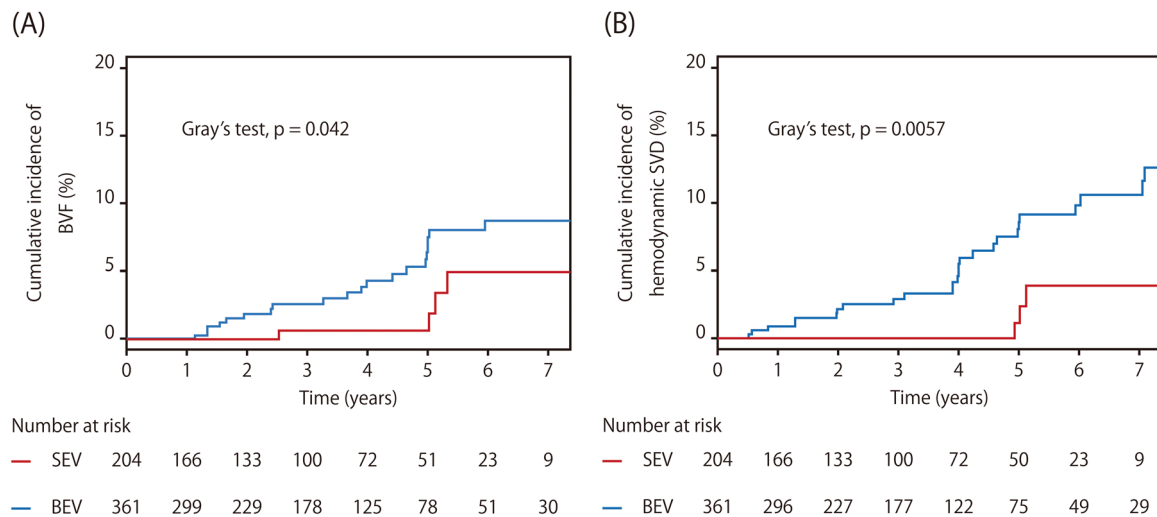 (A)
Cumulative incidence of
BVF (%)
20
15
10
5
0
Gray's test, p = 0.042
0 1 2 3 4 5 6 7
Time (years)
Number at risk
SEV 204 166 133 100 72 51 23 9
BEV 361 299 229 178 125 78 51 30
(B)
Cumulative incidence of
hemodynamic SVD (%)
20
15
10
5
0
Gray's test, p = 0.0057
0 1 2 3 4 5 6 7
Time (years)
Number at risk
SEV 204 166 133 100 72 50 23 9
BEV 361 296 227 177 122 75 49 29